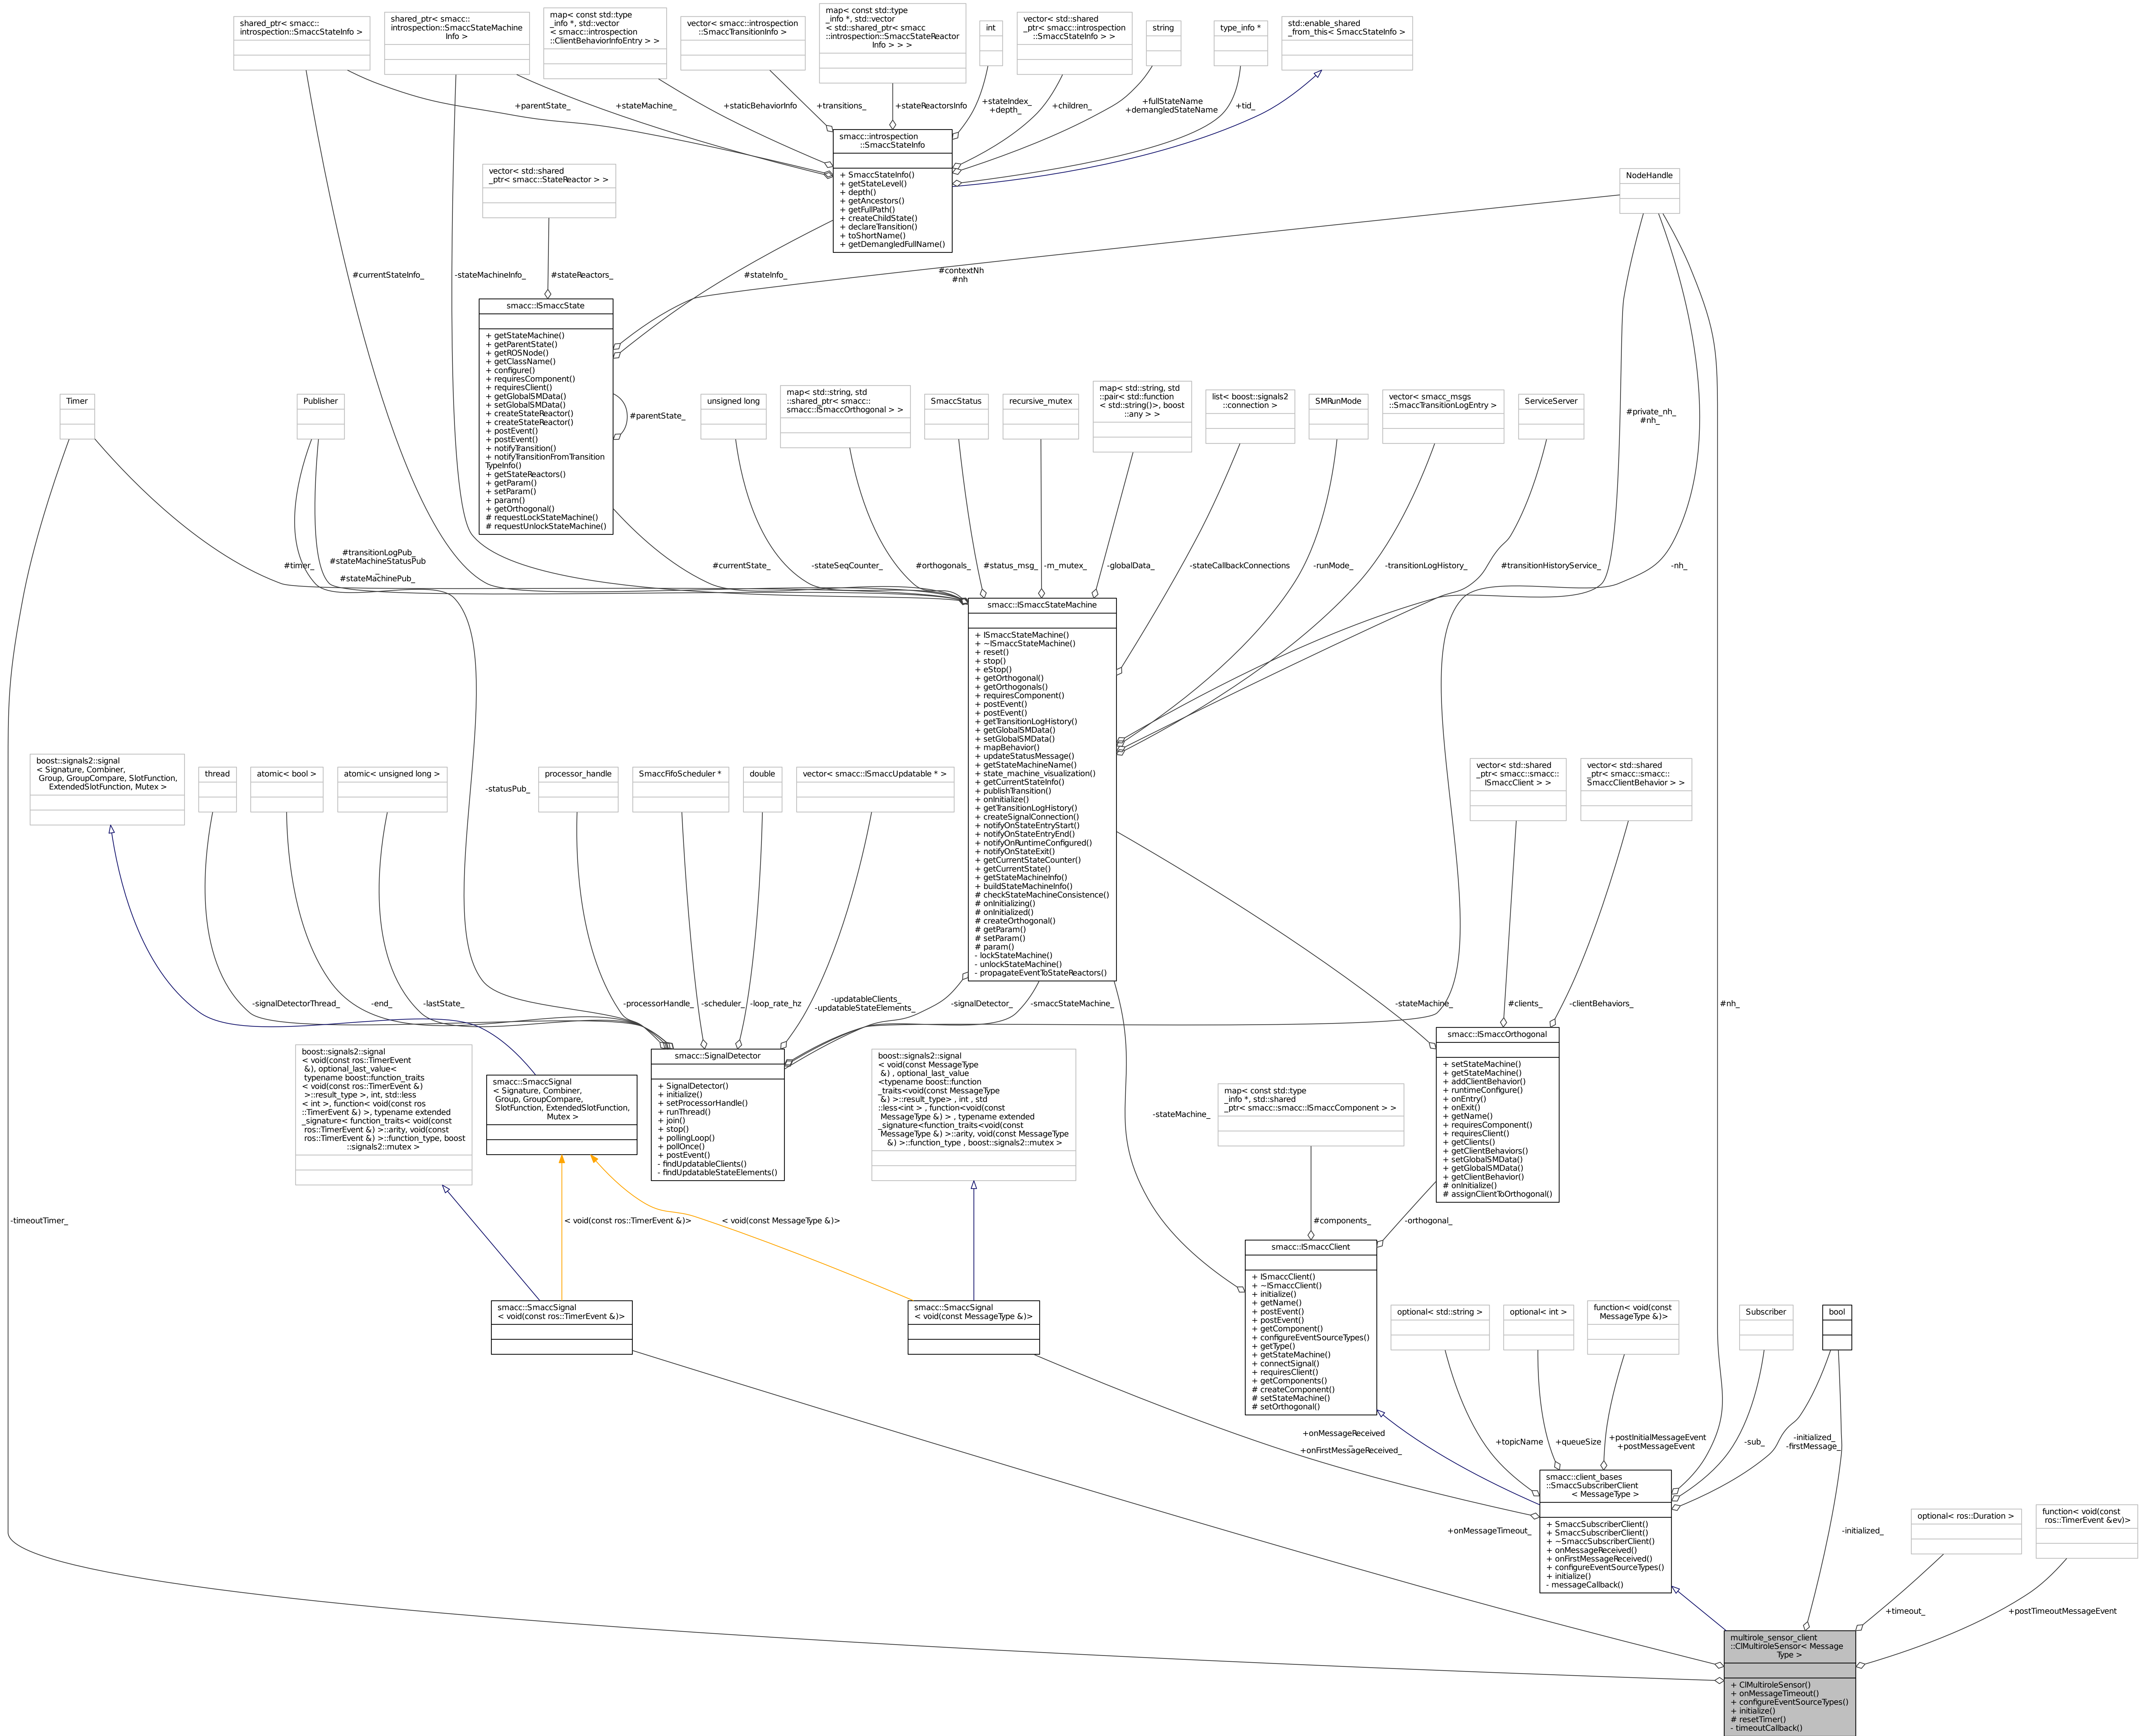 shared_ptr< smacc::
introspection::SmaccStateInfo >
shared_ptr< smacc::
introspection::SmaccStateMachine
Info >
map< const std::type
_info *, std::vector
< smacc::introspection
::ClientBehaviorInfoEntry > >
vector< smacc::introspection
::SmaccTransitionInfo >
map< const std::type
_info *, std::vector
< std::shared_ptr< smacc
::introspection::SmaccStateReactor
Info > > >
int
vector< std::shared
_ptr< smacc::introspection
::SmaccStateInfo > >
string
type_info *
std::enable_shared
_from_this< SmaccStateInfo >
+parentState_
+stateMachine_
+staticBehaviorInfo
+transitions_
+stateReactorsInfo
+stateIndex_
+depth_
+children_
+fullStateName
+demangledStateName
+tid_
smacc::introspection
::SmaccStateInfo
+ SmaccStateInfo()
+ getStateLevel()
+ depth()
+ getAncestors()
+ getFullPath()
+ createChildState()
+ declareTransition()
+ toShortName()
+ getDemangledFullName()
vector< std::shared
_ptr< smacc::StateReactor > >
NodeHandle
#currentStateInfo_
-stateMachineInfo_
#stateReactors_
#stateInfo_
#contextNh
#nh
smacc::ISmaccState
+ getStateMachine()
+ getParentState()
+ getROSNode()
+ getClassName()
+ configure()
+ requiresComponent()
+ requiresClient()
+ getGlobalSMData()
+ setGlobalSMData()
+ createStateReactor()
+ createStateReactor()
+ postEvent()
+ postEvent()
+ notifyTransition()
+ notifyTransitionFromTransition
TypeInfo()
+ getStateReactors()
+ getParam()
+ setParam()
+ param()
+ getOrthogonal()
# requestLockStateMachine()
# requestUnlockStateMachine()
#parentState_
Timer
Publisher
unsigned long
map< std::string, std
::shared_ptr< smacc::
smacc::ISmaccOrthogonal > >
SmaccStatus
recursive_mutex
map< std::string, std
::pair< std::function
< std::string()>, boost
::any > >
list< boost::signals2
::connection >
SMRunMode
vector< smacc_msgs
::SmaccTransitionLogEntry >
ServiceServer
#private_nh_
#nh_
#timer_
#transitionLogPub_
#stateMachineStatusPub
_
#stateMachinePub_
#currentState_
-stateSeqCounter_
#orthogonals_
#status_msg_
-m_mutex_
-globalData_
-stateCallbackConnections
-runMode_
-transitionLogHistory_
#transitionHistoryService_
-nh_
smacc::ISmaccStateMachine
+ ISmaccStateMachine()
+ ~ISmaccStateMachine()
+ reset()
+ stop()
+ eStop()
+ getOrthogonal()
+ getOrthogonals()
+ requiresComponent()
+ postEvent()
+ postEvent()
+ getTransitionLogHistory()
+ getGlobalSMData()
+ setGlobalSMData()
+ mapBehavior()
+ updateStatusMessage()
+ getStateMachineName()
+ state_machine_visualization()
+ getCurrentStateInfo()
+ publishTransition()
+ onInitialize()
+ getTransitionLogHistory()
+ createSignalConnection()
+ notifyOnStateEntryStart()
+ notifyOnStateEntryEnd()
+ notifyOnRuntimeConfigured()
+ notifyOnStateExit()
+ getCurrentStateCounter()
+ getCurrentState()
+ getStateMachineInfo()
+ buildStateMachineInfo()
# checkStateMachineConsistence()
# onInitializing()
# onInitialized()
# createOrthogonal()
# getParam()
# setParam()
# param()
- lockStateMachine()
- unlockStateMachine()
- propagateEventToStateReactors()
boost::signals2::signal
< Signature, Combiner,
Group, GroupCompare, SlotFunction,
ExtendedSlotFunction, Mutex >
thread
atomic< bool >
atomic< unsigned long >
-statusPub_
processor_handle
SmaccFifoScheduler *
double
vector< smacc::ISmaccUpdatable * >
vector< std::shared
_ptr< smacc::smacc::
ISmaccClient > >
vector< std::shared
_ptr< smacc::smacc::
SmaccClientBehavior > >
-signalDetectorThread_
-end_
-lastState_
-processorHandle_
-scheduler_
-loop_rate_hz
-updatableClients_
-updatableStateElements_
-signalDetector_
-smaccStateMachine_
-stateMachine_
#clients_
-clientBehaviors_
#nh_
smacc::ISmaccOrthogonal
+ setStateMachine()
+ getStateMachine()
+ addClientBehavior()
+ runtimeConfigure()
+ onEntry()
+ onExit()
+ getName()
+ requiresComponent()
+ requiresClient()
+ getClients()
+ getClientBehaviors()
+ setGlobalSMData()
+ getGlobalSMData()
+ getClientBehavior()
# onInitialize()
# assignClientToOrthogonal()
boost::signals2::signal
< void(const ros::TimerEvent
&), optional_last_value<
typename boost::function_traits
< void(const ros::TimerEvent &)
>::result_type >, int, std::less
< int >, function< void(const ros
::TimerEvent &) >, typename extended
_signature< function_traits< void(const
ros::TimerEvent &) >::arity, void(const
ros::TimerEvent &) >::function_type, boost
::signals2::mutex >
smacc::SmaccSignal
< Signature, Combiner,
Group, GroupCompare,
SlotFunction, ExtendedSlotFunction,
Mutex >
smacc::SignalDetector
+ SignalDetector()
+ initialize()
+ setProcessorHandle()
+ runThread()
+ join()
+ stop()
+ pollingLoop()
+ pollOnce()
+ postEvent()
- findUpdatableClients()
- findUpdatableStateElements()
boost::signals2::signal
< void(const MessageType
&) , optional_last_value
<typename boost::function
_traits<void(const MessageType
&) >::result_type> , int , std
::less<int > , function<void(const
MessageType &) > , typename extended
_signature<function_traits<void(const
MessageType &) >::arity, void(const MessageType
&) >::function_type , boost::signals2::mutex >
-stateMachine_
map< const std::type
_info *, std::shared
_ptr< smacc::smacc::ISmaccComponent > >
-timeoutTimer_
< void(const ros::TimerEvent &)>
< void(const MessageType &)>
#components_
-orthogonal_
smacc::ISmaccClient
+ ISmaccClient()
+ ~ISmaccClient()
+ initialize()
+ getName()
+ postEvent()
+ postEvent()
+ getComponent()
+ configureEventSourceTypes()
+ getType()
+ getStateMachine()
+ connectSignal()
+ requiresClient()
+ getComponents()
# createComponent()
# setStateMachine()
# setOrthogonal()
smacc::SmaccSignal
< void(const ros::TimerEvent &)>
smacc::SmaccSignal
< void(const MessageType &)>
optional< std::string >
optional< int >
function< void(const
MessageType &)>
Subscriber
bool
+onMessageReceived
_
+onFirstMessageReceived_
+topicName
+queueSize
+postInitialMessageEvent
+postMessageEvent
-sub_
-initialized_
-firstMessage_
smacc::client_bases
::SmaccSubscriberClient
< MessageType >
+ SmaccSubscriberClient()
+ SmaccSubscriberClient()
+ ~SmaccSubscriberClient()
+ onMessageReceived()
+ onFirstMessageReceived()
+ configureEventSourceTypes()
+ initialize()
- messageCallback()
+onMessageTimeout_
-initialized_
optional< ros::Duration >
function< void(const
ros::TimerEvent &ev)>
+timeout_
+postTimeoutMessageEvent
multirole_sensor_client
::ClMultiroleSensor< Message
Type >
+ ClMultiroleSensor()
+ onMessageTimeout()
+ configureEventSourceTypes()
+ initialize()
# resetTimer()
- timeoutCallback()